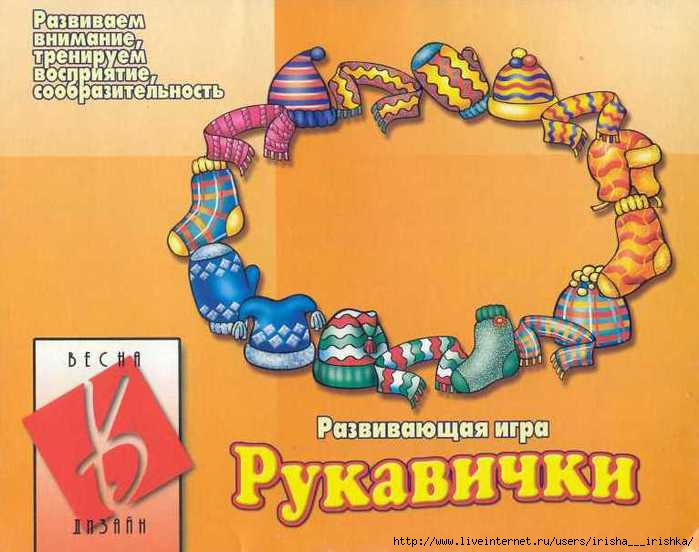 Развиваем
внимание,
тренируем
восприятие,
сообразительность
ВЕСНА
ДИЗАЙН
Развивающая игра
Рукавички
http://www.liveinternet.ru/users/irisha___irishka/